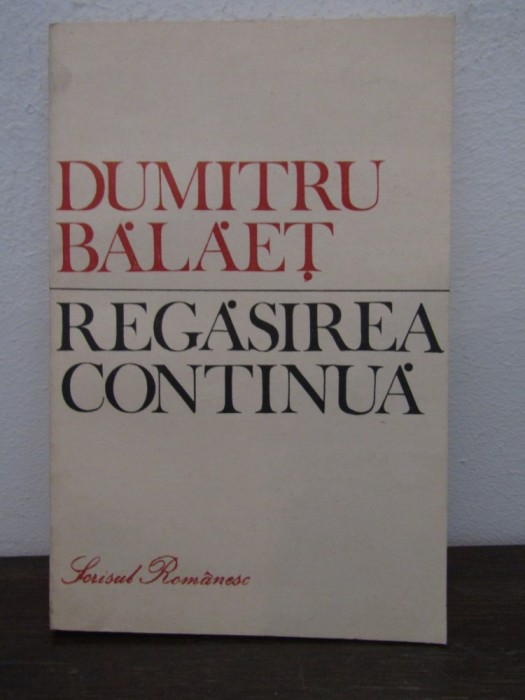 DUMITRU
BĂLĂEȚ
REGĂSIREA
CONTINUĂ
Scrisul Românesc